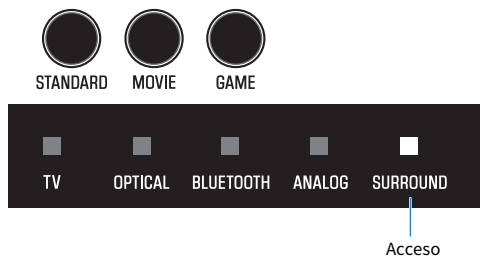 STANDARD MOVIE GAME
TV OPTICAL BLUETOOTH ANALOG SURROUND
Acceso